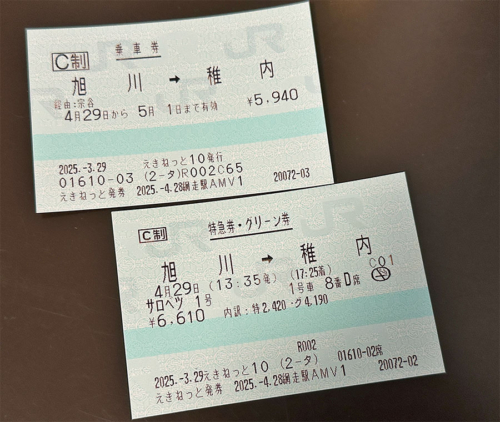 C制 乗車券
旭川 → 稚内
経由:宗谷
4月29日から 5月 1日まで有効 ¥5,940
2025.-3.29 えきねっと10発行
01610-03 (2-タ)R002C65
えきねっと発券 2025.-4.28網走駅AMV1 20072-03
C制 特急券・グリーン券
旭川 → 稚内
4月29日 (13:35発) (17:25着) C01
サロベツ 1号 1号車 8番D席
¥6,610 内訳:特2,420・グ4,190
R002
2025.-3.29えきねっと10 (2-タ) 01610-02席
えきねっと発券 2025.-4.28網走駅AMV1 20072-02